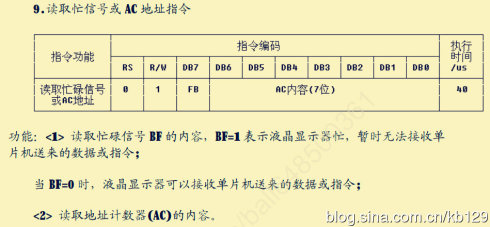 9.读取忙信号或 AC 地址指令
指令功能 指令编码 执行时间/us
RS R/W DB7 DB6 DB5 DB4 DB3 DB2 DB1 DB0
读取忙碌信号或AC地址 0 1 FB AC内容(7位) 40
功能: <1> 读取忙碌信号 BF 的内容, BF=1 表示液晶显示器忙, 暂时无法接收单
片机送来的数据或指令;
当 BF=0 时, 液晶显示器可以接收单片机送来的数据或指令;
<2> 读取地址计数器(AC)的内容。
blog.sina.com.cn/kb129